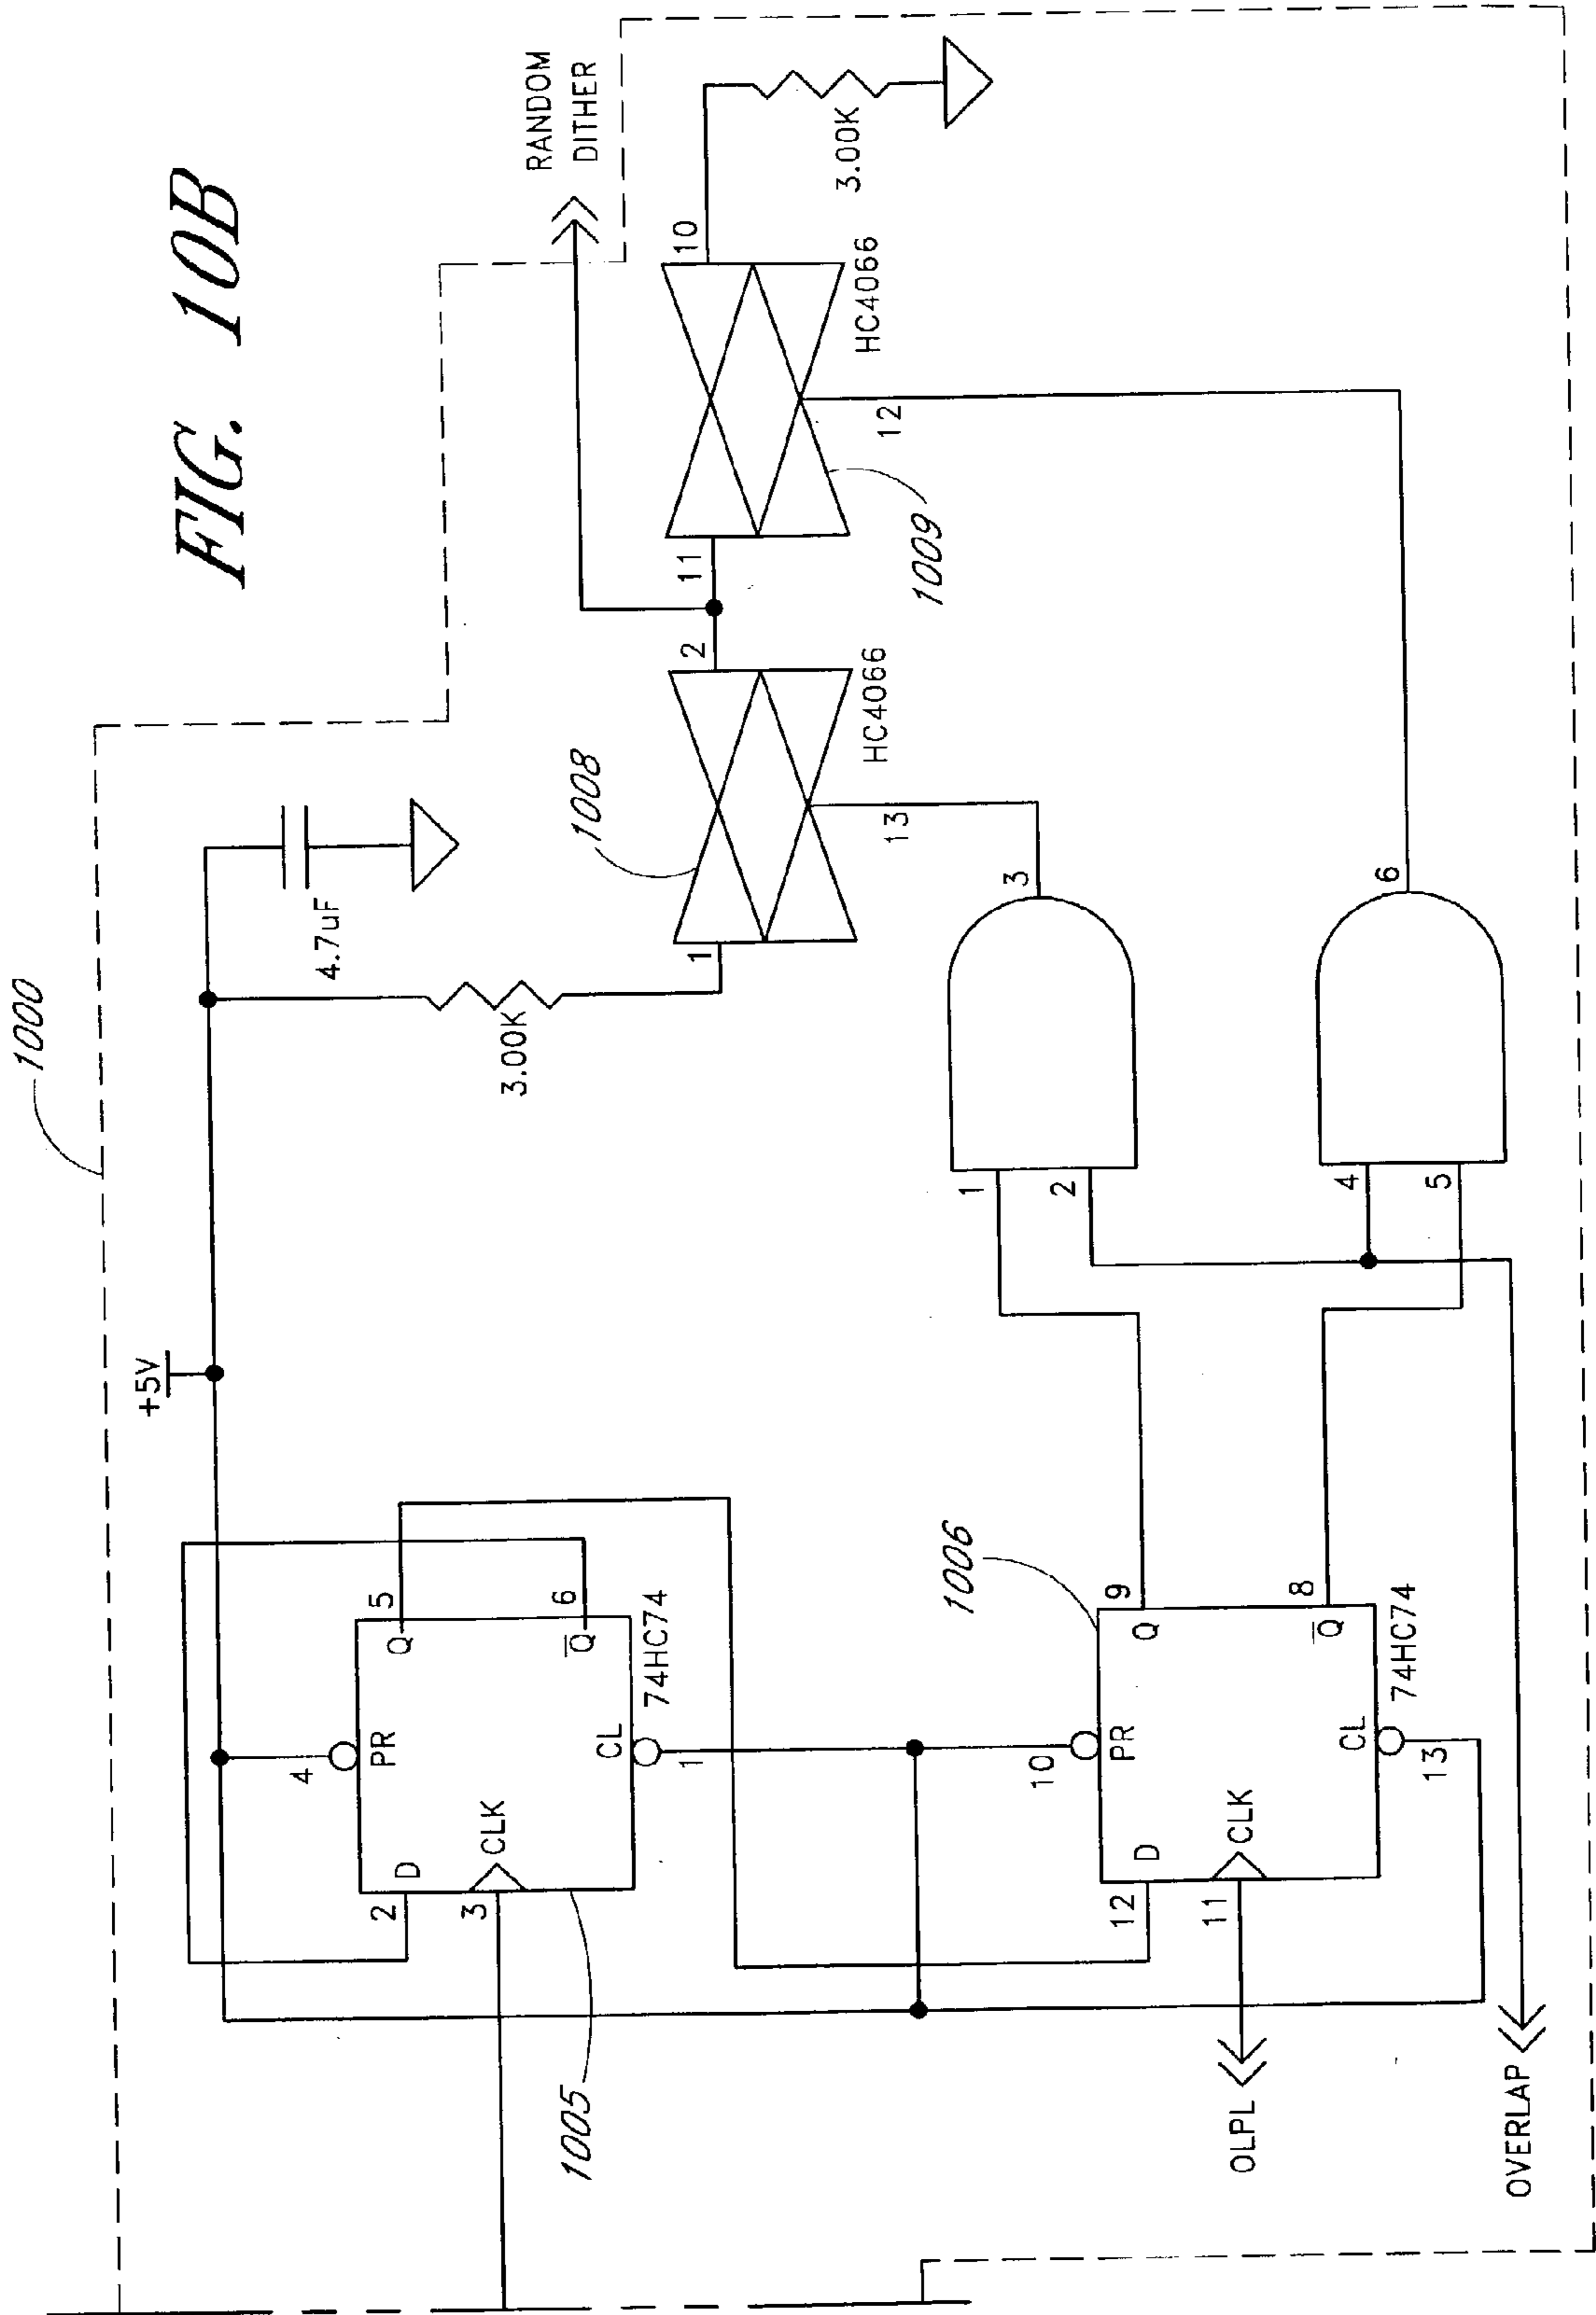 FIG. 10B
1000
+5V
4.7uF
3.00K
RANDOM
DITHER
1008
1
2
13
HC4066
11
10
12
HC4066
1009
3.00K
4
PR
D
2
CLK
3
Q
5
Q̅
6
CL
1
74HC74
1005
10
PR
D
12
CLK
11
Q
9
Q̅
8
CL
13
74HC74
1006
1
2
3
4
5
6
OLPL
OVERLAP